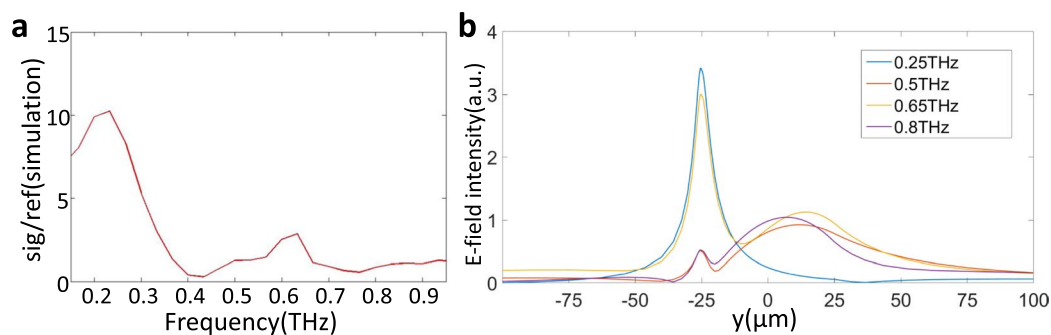 a
sig/ref(simulation)
15
10
5
0
0.2 0.3 0.4 0.5 0.6 0.7 0.8 0.9
Frequency(THz)
b
E-field intensity(a.u.)
4
3
2
1
0
-75 -50 -25 0 25 50 75 100
y(μm)
0.25THz
0.5THz
0.65THz
0.8THz